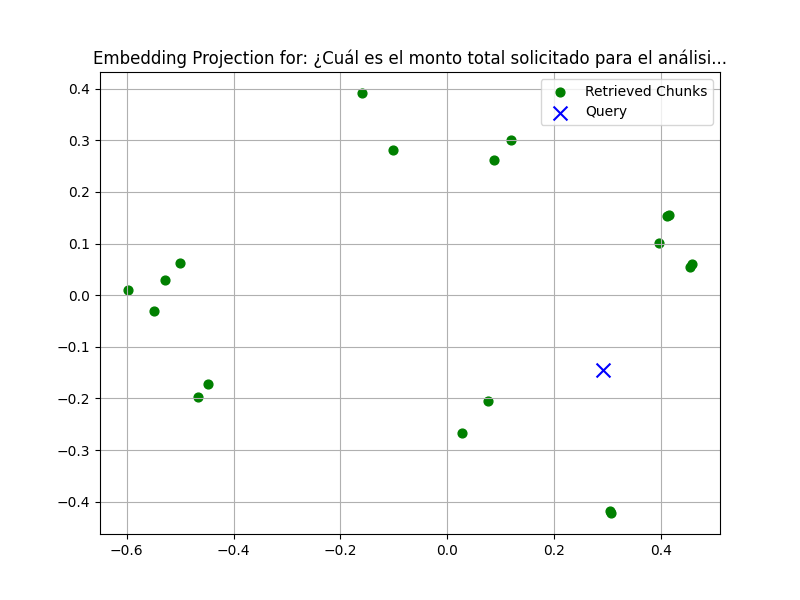 Embedding Projection for: ¿Cuál es el monto total solicitado para el análisi...
Retrieved Chunks
Query
0.4
0.3
0.2
0.1
0.0
−0.1
−0.2
−0.3
−0.4
−0.6 −0.4 −0.2 0.0 0.2 0.4